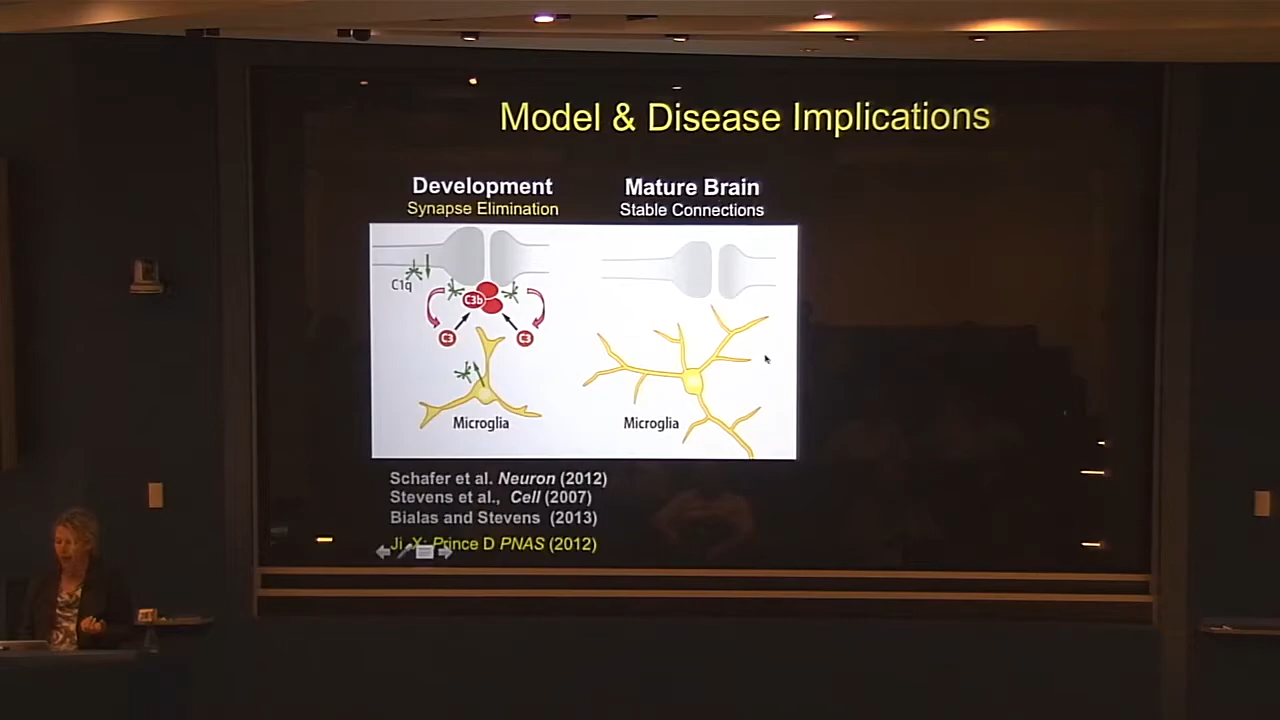 Model & Disease Implications
Development
Synapse Elimination
Mature Brain
Stable Connections
C1q
C3b
C3
C3
Microglia
Microglia
Schafer et al. Neuron (2012)
Stevens et al., Cell (2007)
Bialas and Stevens (2013)
Ji, X; Prince D PNAS (2012)